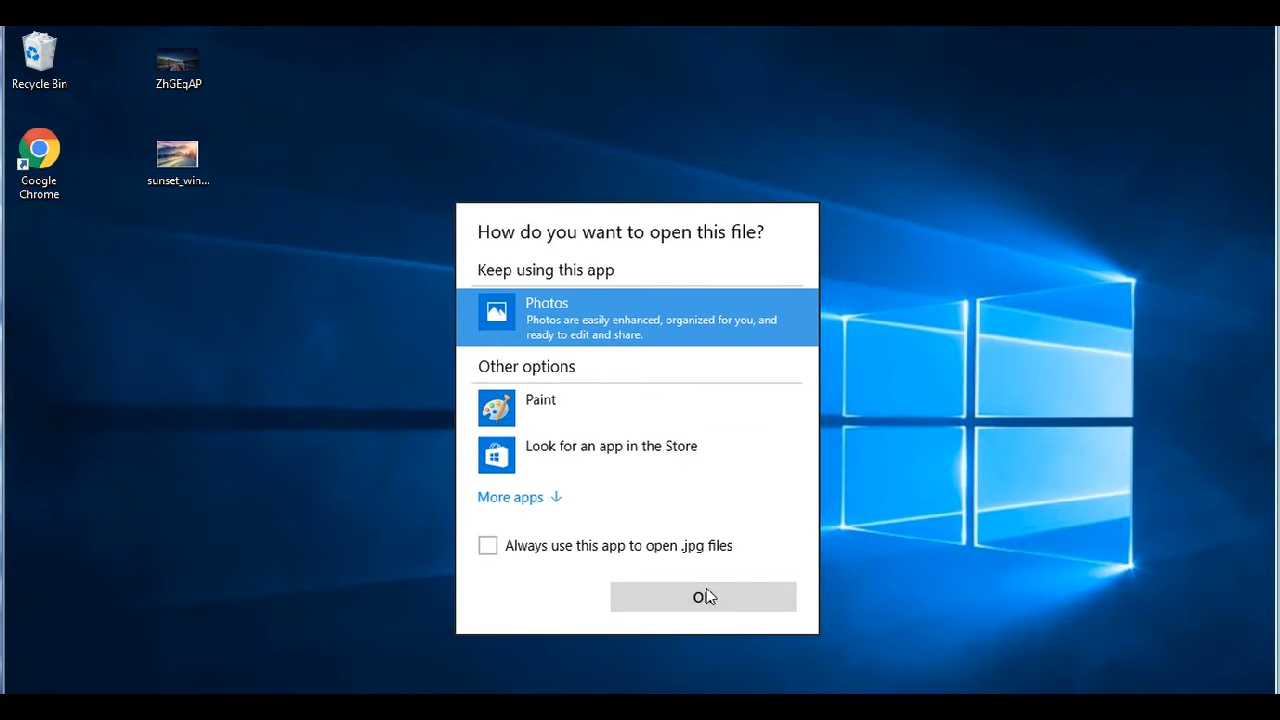 Recycle Bin
ZhGEqAP
Google
Chrome
sunset_win...
How do you want to open this file?
Keep using this app
Photos
Photos are easily enhanced, organized for you, and
ready to edit and share.
Other options
Paint
Look for an app in the Store
More apps
Always use this app to open .jpg files